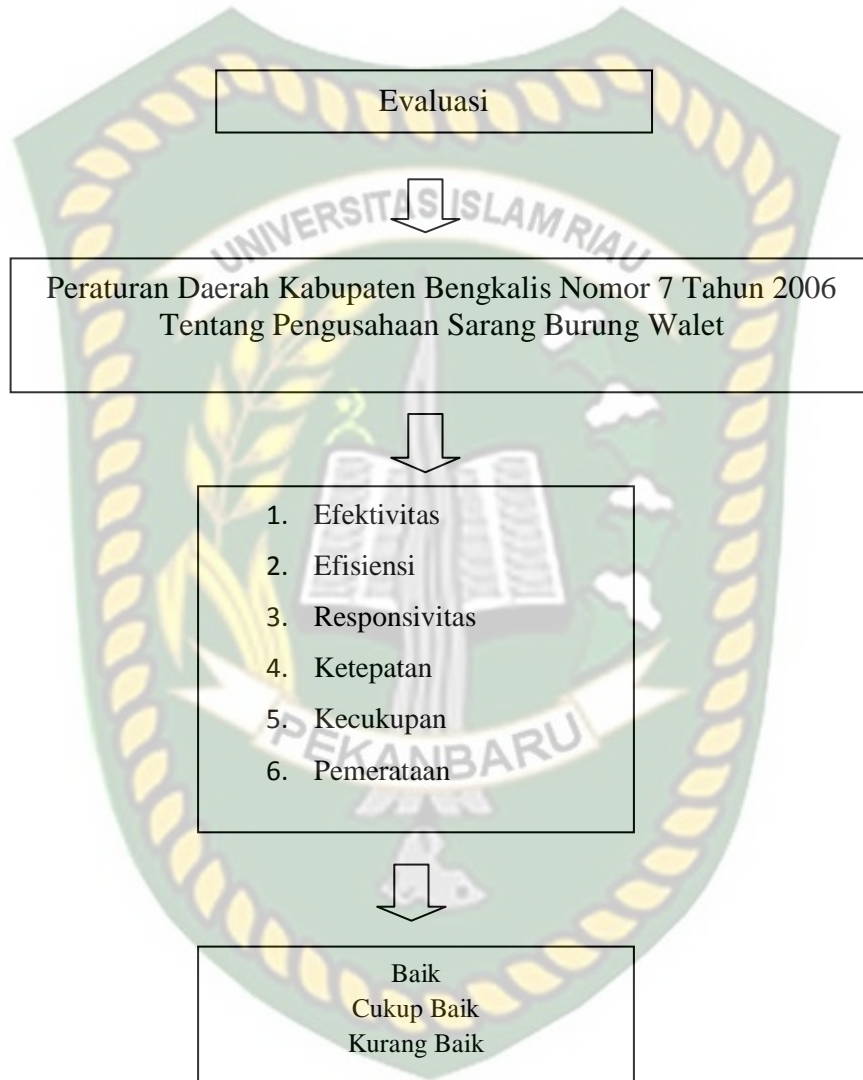 Evaluasi
UNIVERSITAS ISLAM RIAU
Peraturan Daerah Kabupaten Bengkalis Nomor 7 Tahun 2006
Tentang Pengusahaan Sarang Burung Walet
1. Efektivitas
2. Efisiensi
3. Responsivitas
4. Ketepatan
5. Kecukupan
6. Pemerataan
PEKANBARU
Baik
Cukup Baik
Kurang Baik